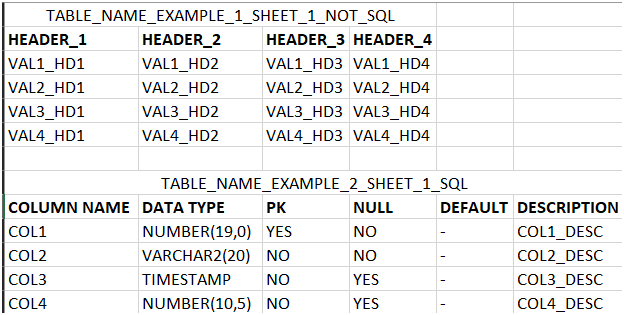 TABLE_NAME_EXAMPLE_1_SHEET_1_NOT_SQL
HEADER_1 HEADER_2 HEADER_3 HEADER_4
VAL1_HD1 VAL1_HD2 VAL1_HD3 VAL1_HD4
VAL2_HD1 VAL2_HD2 VAL2_HD3 VAL2_HD4
VAL3_HD1 VAL3_HD2 VAL3_HD3 VAL3_HD4
VAL4_HD1 VAL4_HD2 VAL4_HD3 VAL4_HD4
TABLE_NAME_EXAMPLE_2_SHEET_1_SQL
COLUMN NAME DATA TYPE PK NULL DEFAULT DESCRIPTION
COL1 NUMBER(19,0) YES NO - COL1_DESC
COL2 VARCHAR2(20) NO NO - COL2_DESC
COL3 TIMESTAMP NO YES - COL3_DESC
COL4 NUMBER(10,5) NO YES - COL4_DESC